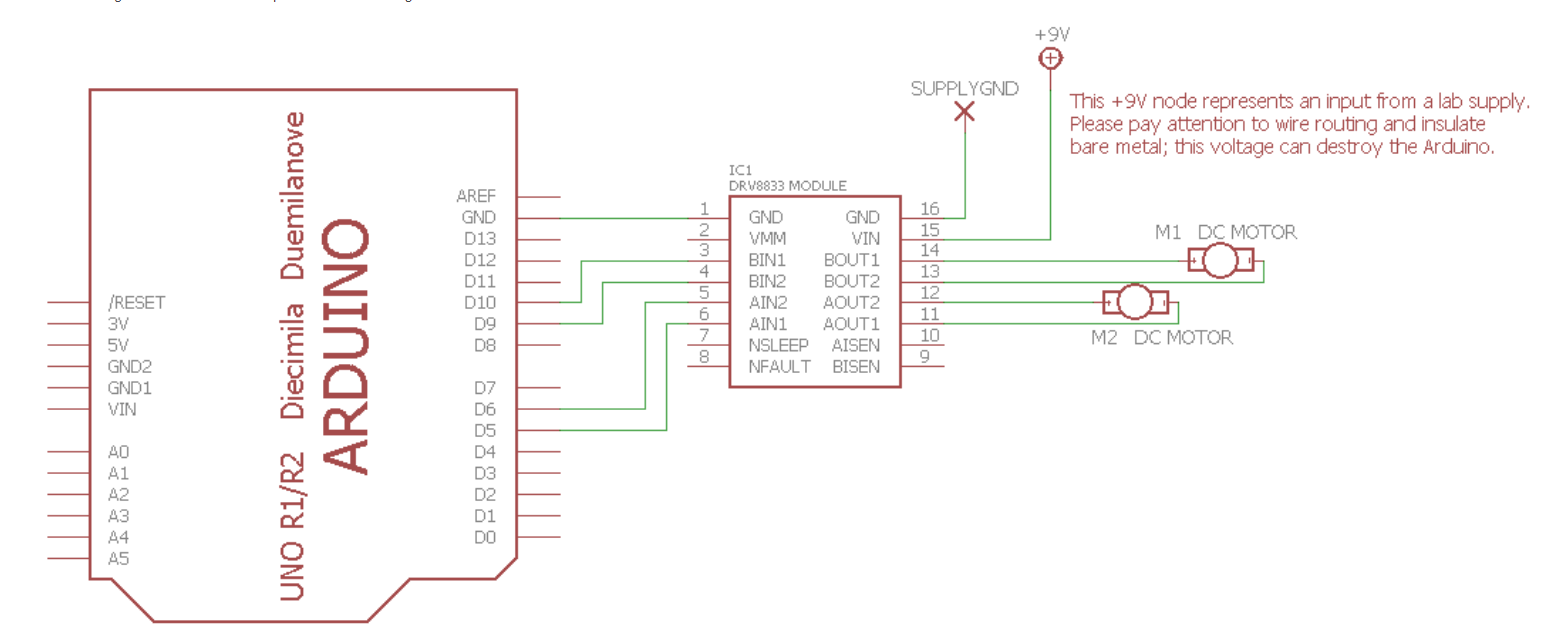 +9V
SUPPLYGND
This +9V node represents an input from a lab supply.
Please pay attention to wire routing and insulate
bare metal; this voltage can destroy the Arduino.
UNO R1/R2 Diecimila Duemilanove
ARDUINO
/RESET
3V
5V
GND2
GND1
VIN
A0
A1
A2
A3
A4
A5
AREF
GND
D13
D12
D11
D10
D9
D8
D7
D6
D5
D4
D3
D2
D1
D0
IC1
DRV8833 MODULE
1 GND GND 16
2 VMM VIN 15
3 BIN1 BOUT1 14
4 BIN2 BOUT2 13
5 AIN2 AOUT2 12
6 AIN1 AOUT1 11
7 NSLEEP AISEN 10
8 NFAULT BISEN 9
M1 DC MOTOR
+ -
+ -
M2 DC MOTOR